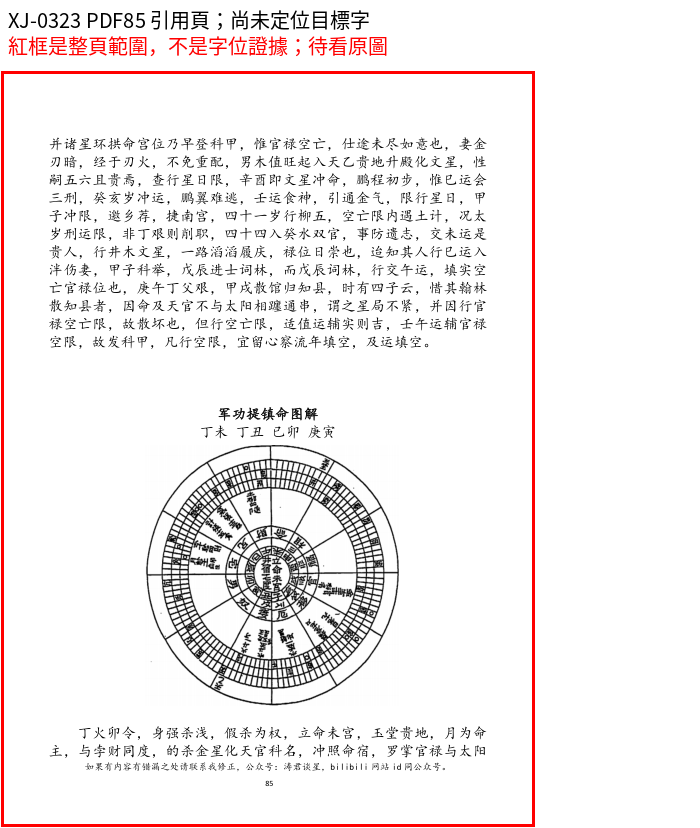 XJ-0323 PDF85 引用頁；尚未定位目標字
紅框是整頁範圍，不是字位證據；待看原圖
并诸星环拱命宫位乃早登科甲，惟官禄空亡，仕途未尽如意也，妻金
刃暗，经于刃火，不免重配，男木值旺起入天乙贵地升殿化文星，性
嗣五六且贵焉，查行星日限，辛酉即文星冲命，鹏程初步，惟巳运会
三刑，癸亥岁冲运，鹏翼难逃，壬运食神，引通金气，限行星日，甲
子冲限，邀乡荐，捷南宫，四十一岁行柳五，空亡限内遇土计，况太
岁刑运限，非丁艰则削职，四十四入癸水双官，事防遗志，交未运是
贵人，行井木文星，一路滔滔履庆，禄位日崇也，迨知其人行巳运入
泮伤妻，甲子科举，戊辰进士词林，而戊辰词林，行交午运，填实空
亡官禄位也，庚午丁父艰，甲戌散馆归知县，时有四子云，惜其翰林
散知县者，因命及天官不与太阳相躔通串，谓之星局不紧，并因行官
禄空亡限，故散坏也，但行空亡限，适值运辅实则吉，壬午运辅官禄
空限，故发科甲，凡行空限，宜留心察流年填空，及运填空。
军功提镇命图解
丁未 丁丑 己卯 庚寅
丁火卯令，身强杀浅，假杀为权，立命未宫，玉堂贵地，月为命
主，与孛财同度，的杀金星化天官科名，冲照命宿，罗掌官禄与太阳
如果有内容有错漏之处请联系我修正，公众号：涛君谈星，bilibili 网站 id 同公众号。
85